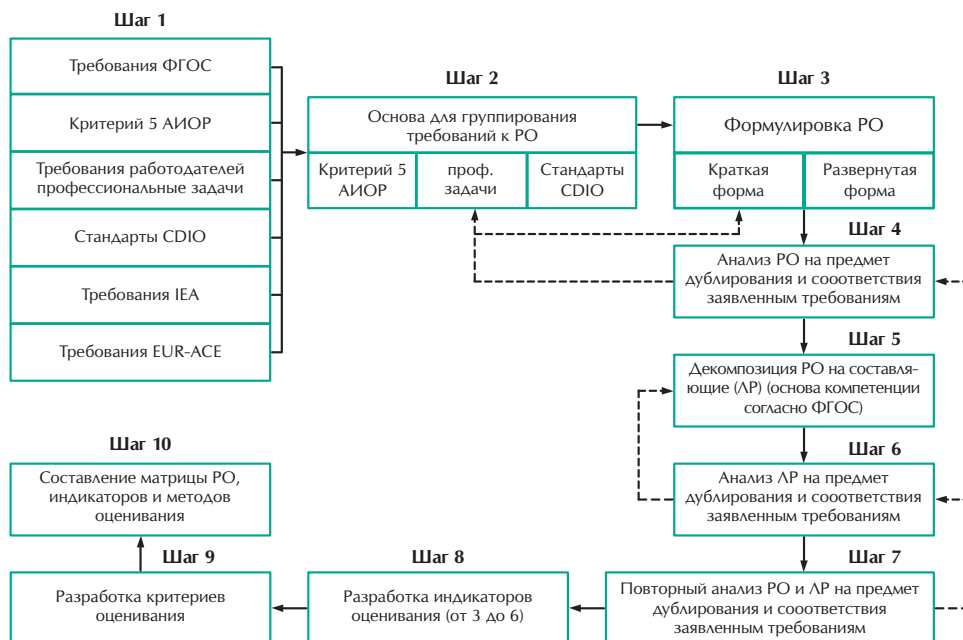 Шаг 1
Требования ФГОС
Критерий 5 АИОР
Требования работодателей
профессиональные задачи
Стандарты CDIO
Требования IEA
Требования EUR-ACE
Шаг 2
Основа для группирования
требований к РО
Критерий 5
АИОР
проф.
задачи
Стандарты
CDIO
Шаг 3
Формулировка РО
Краткая
форма
Развернутая
форма
Шаг 4
Анализ РО на предмет
дублирования и сооответствия
заявленным требованиям
Шаг 5
Декомпозиция РО на составля-
ющие (ЛР) (основа компетенции
согласно ФГОС)
Шаг 6
Анализ ЛР на предмет
дублирования и сооответствия
заявленным требованиям
Шаг 7
Повторный анализ РО и ЛР на предмет
дублирования и сооответствия
заявленным требованиям
Шаг 8
Разработка индикаторов
оценивания (от 3 до 6)
Шаг 9
Разработка критериев
оценивания
Шаг 10
Составление матрицы РО,
индикаторов и методов
оценивания